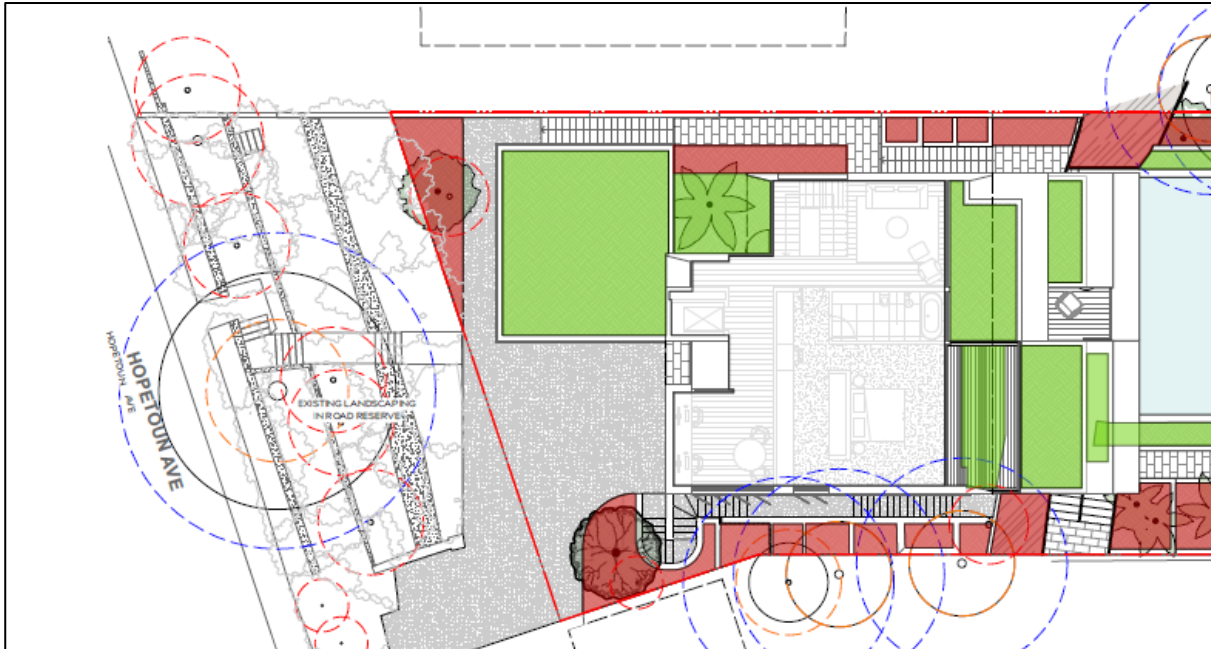 HOPETOUN AVE
HOPETOUN AVE
EXISTING LANDSCAPING
IN ROAD RESERVE